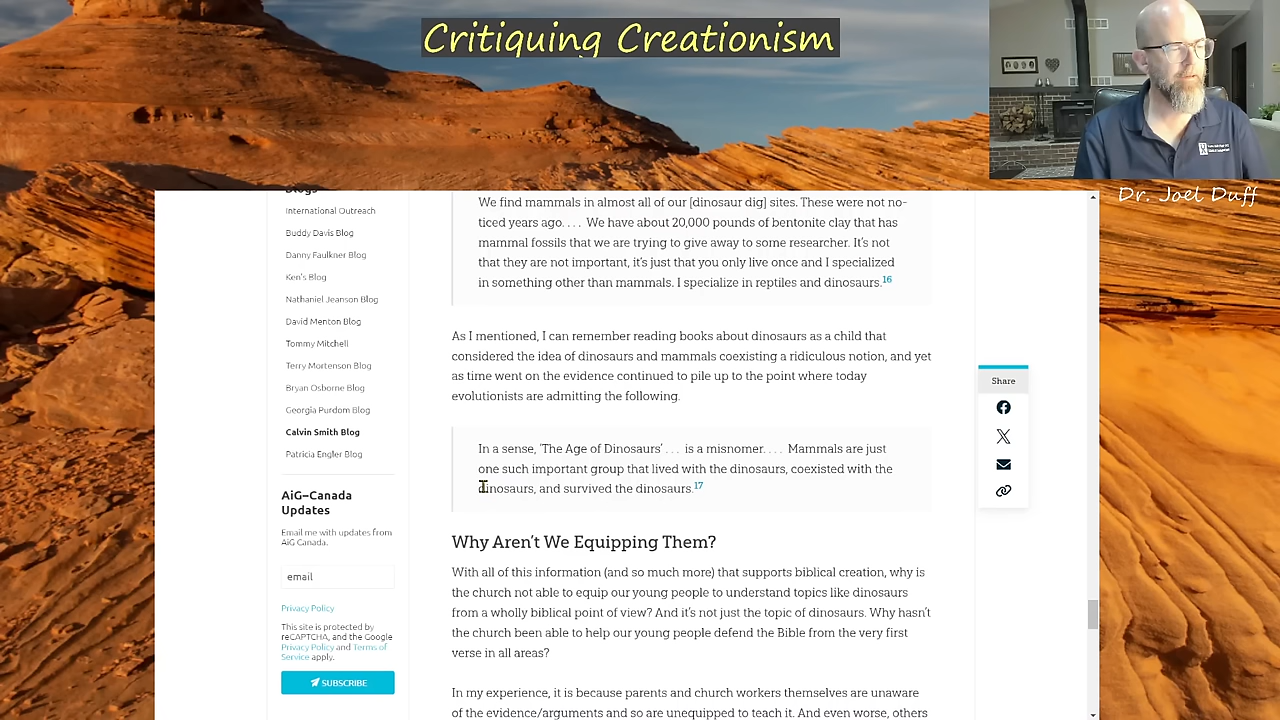 Critiquing Creationism
Dr. Joel Duff
Blogs
International Outreach
Buddy Davis Blog
Danny Faulkner Blog
Ken's Blog
Nathaniel Jeanson Blog
David Menton Blog
Tommy Mitchell
Terry Mortenson Blog
Bryan Osborne Blog
Georgia Purdom Blog
Calvin Smith Blog
Patricia Engler Blog
AiG–Canada
Updates
Email me with updates from
AiG Canada.
email
Privacy Policy
This site is protected by
reCAPTCHA, and the Google
Privacy Policy and Terms of
Service apply.
SUBSCRIBE
We find mammals in almost all of our [dinosaur dig] sites. These were not no-
ticed years ago. . . . We have about 20,000 pounds of bentonite clay that has
mammal fossils that we are trying to give away to some researcher. It’s not
that they are not important, it’s just that you only live once and I specialized
in something other than mammals. I specialize in reptiles and dinosaurs.16
As I mentioned, I can remember reading books about dinosaurs as a child that
considered the idea of dinosaurs and mammals coexisting a ridiculous notion, and yet
as time went on the evidence continued to pile up to the point where today
evolutionists are admitting the following.
In a sense, ‘The Age of Dinosaurs’ . . . is a misnomer. . . . Mammals are just
one such important group that lived with the dinosaurs, coexisted with the
dinosaurs, and survived the dinosaurs.17
Why Aren’t We Equipping Them?
With all of this information (and so much more) that supports biblical creation, why is
the church not able to equip our young people to understand topics like dinosaurs
from a wholly biblical point of view? And it’s not just the topic of dinosaurs. Why hasn’t
the church been able to help our young people defend the Bible from the very first
verse in all areas?
In my experience, it is because parents and church workers themselves are unaware
of the evidence/arguments and so are unequipped to teach it. And even worse, others
Share